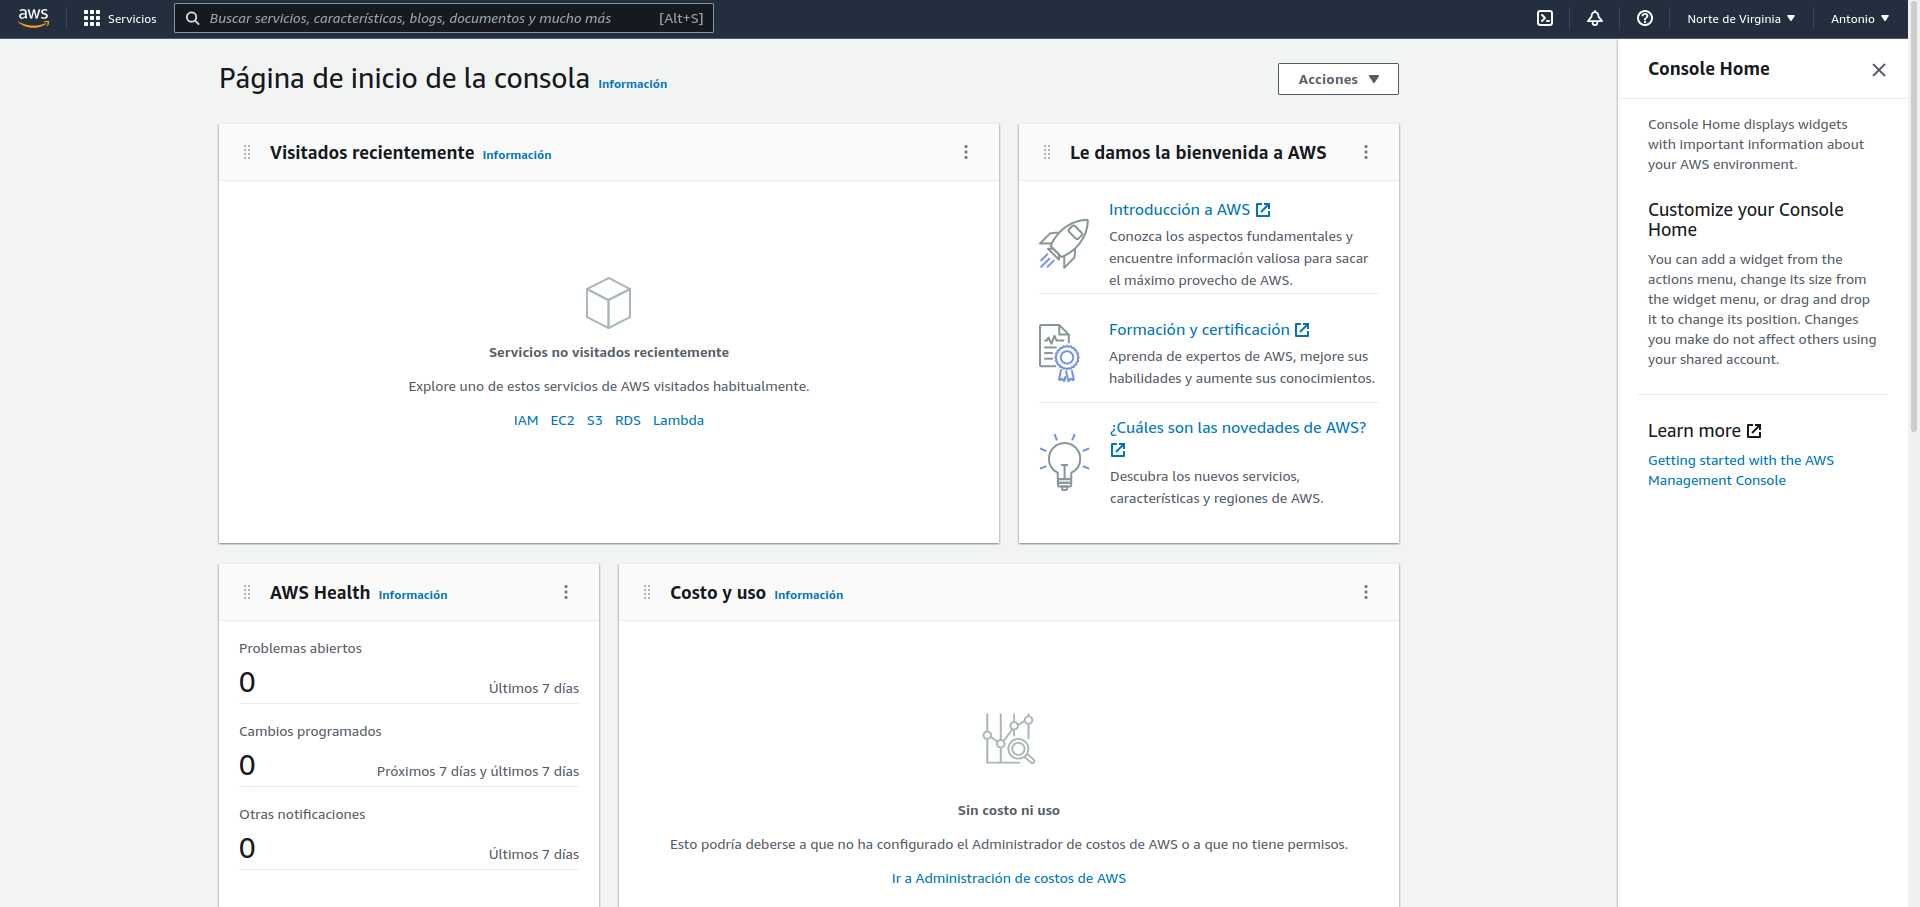 aws
Servicios
Buscar servicios, características, blogs, documentos y mucho más
[Alt+S]
Norte de Virginia
Antonio
Página de inicio de la consola Información
Acciones
Visitados recientemente Información
Servicios no visitados recientemente
Explore uno de estos servicios de AWS visitados habitualmente.
IAM EC2 S3 RDS Lambda
Le damos la bienvenida a AWS
Introducción a AWS
Conozca los aspectos fundamentales y
encuentre información valiosa para sacar
el máximo provecho de AWS.
Formación y certificación
Aprenda de expertos de AWS, mejore sus
habilidades y aumente sus conocimientos.
¿Cuáles son las novedades de AWS?
Descubra los nuevos servicios,
características y regiones de AWS.
AWS Health Información
Problemas abiertos
0
Últimos 7 días
Cambios programados
0
Próximos 7 días y últimos 7 días
Otras notificaciones
0
Últimos 7 días
Costo y uso Información
Sin costo ni uso
Esto podría deberse a que no ha configurado el Administrador de costos de AWS o a que no tiene permisos.
Ir a Administración de costos de AWS
Console Home
Console Home displays widgets
with important information about
your AWS environment.
Customize your Console
Home
You can add a widget from the
actions menu, change its size from
the widget menu, or drag and drop
it to change its position. Changes
you make do not affect others using
your shared account.
Learn more
Getting started with the AWS
Management Console